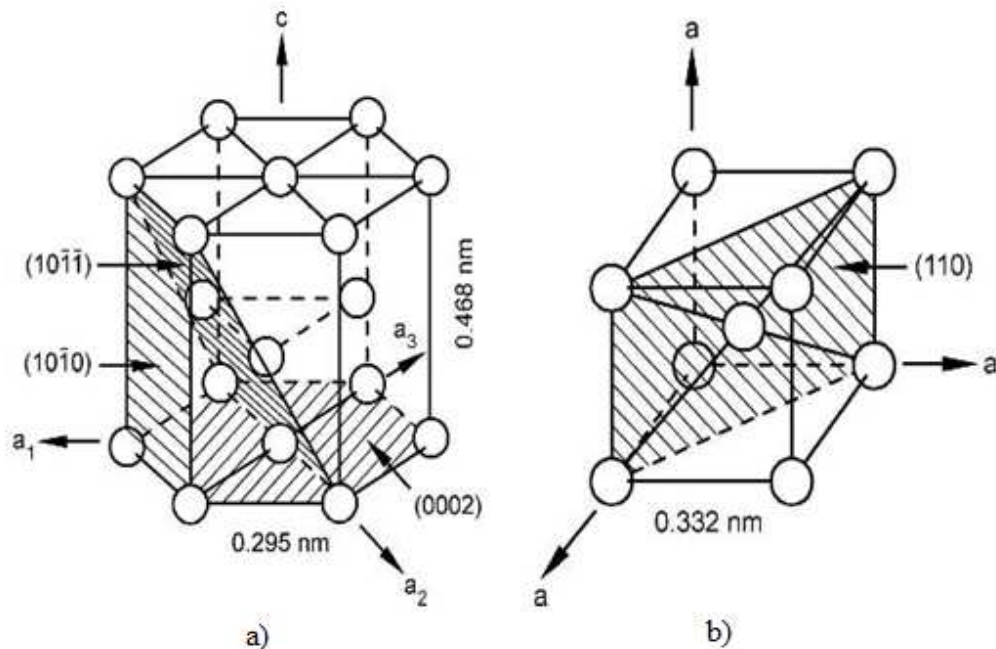 c
a
(101̄1̄)
(110)
0.468 nm
a₃
(101̄0)
a
a₁
(0002)
0.295 nm
0.332 nm
a₂
a
a)
b)